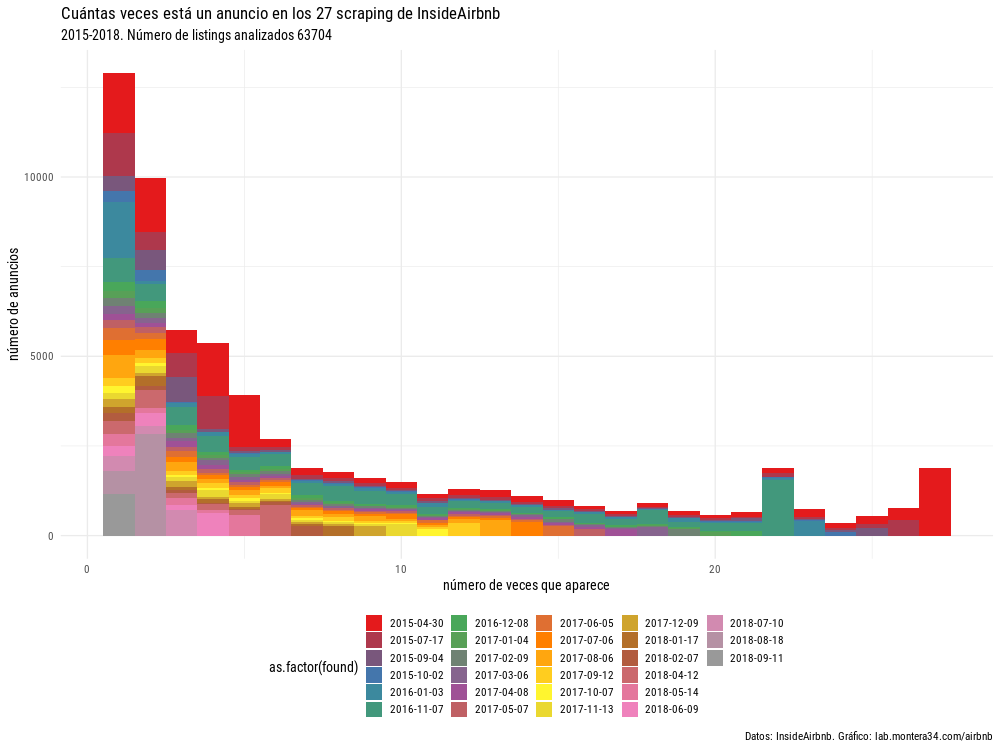 Cuántas veces está un anuncio en los 27 scraping de InsideAirbnb
2015-2018. Número de listings analizados 63704
número de anuncios
10000
5000
0
0 10 20
número de veces que aparece
as.factor(found)
2015-04-30 2016-12-08 2017-06-05 2017-12-09 2018-07-10
2015-07-17 2017-01-04 2017-07-06 2018-01-17 2018-08-18
2015-09-04 2017-02-09 2017-08-06 2018-02-07 2018-09-11
2015-10-02 2017-03-06 2017-09-12 2018-04-12
2016-01-03 2017-04-08 2017-10-07 2018-05-14
2016-11-07 2017-05-07 2017-11-13 2018-06-09
Datos: InsideAirbnb. Gráfico: lab.montera34.com/airbnb